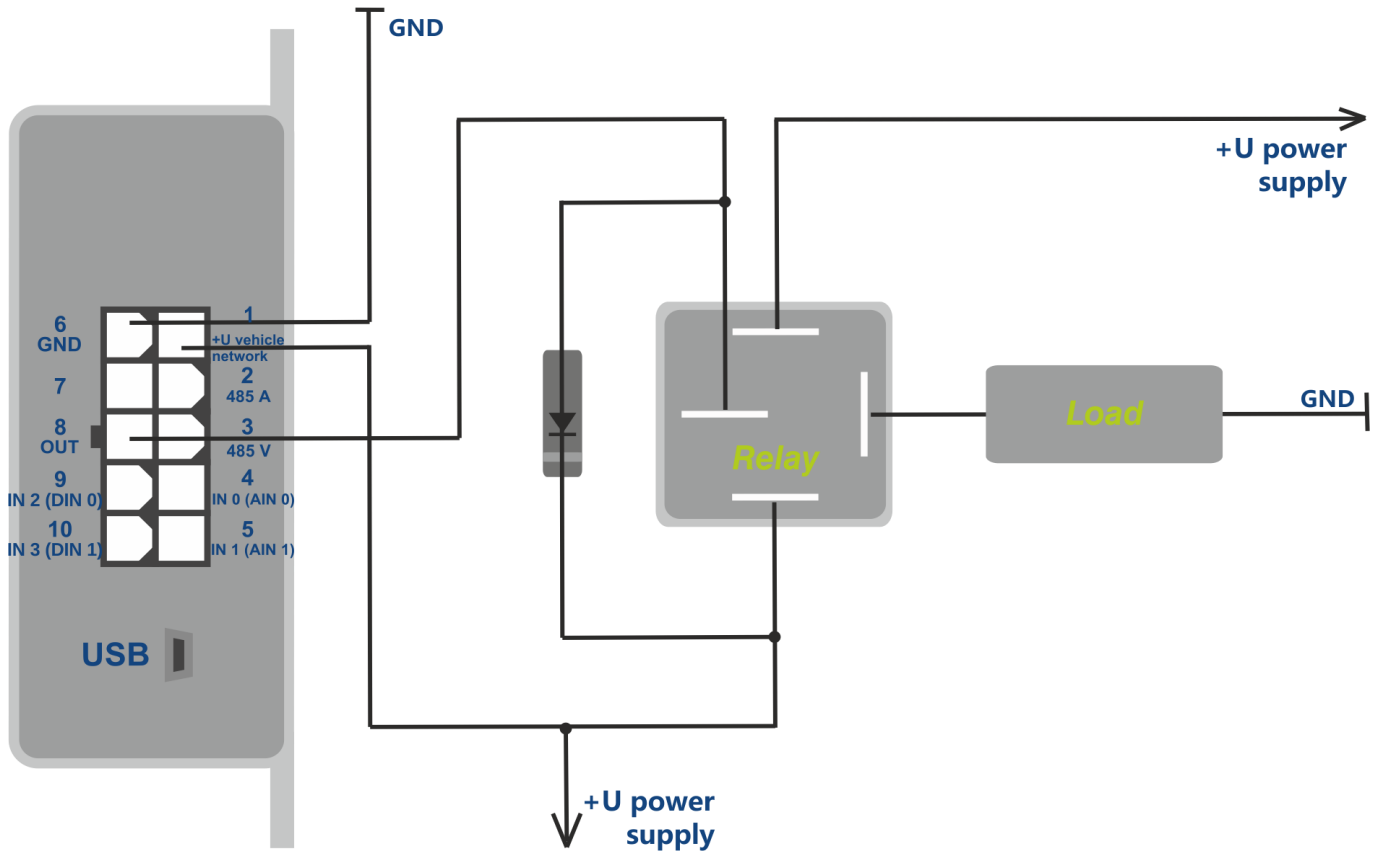 GND
+U power
supply
6
GND
1
+U vehicle
network
7
2
485 A
8
OUT
3
485 V
9
IN 2 (DIN 0)
4
IN 0 (AIN 0)
10
IN 3 (DIN 1)
5
IN 1 (AIN 1)
USB
Relay
Load
GND
+U power
supply